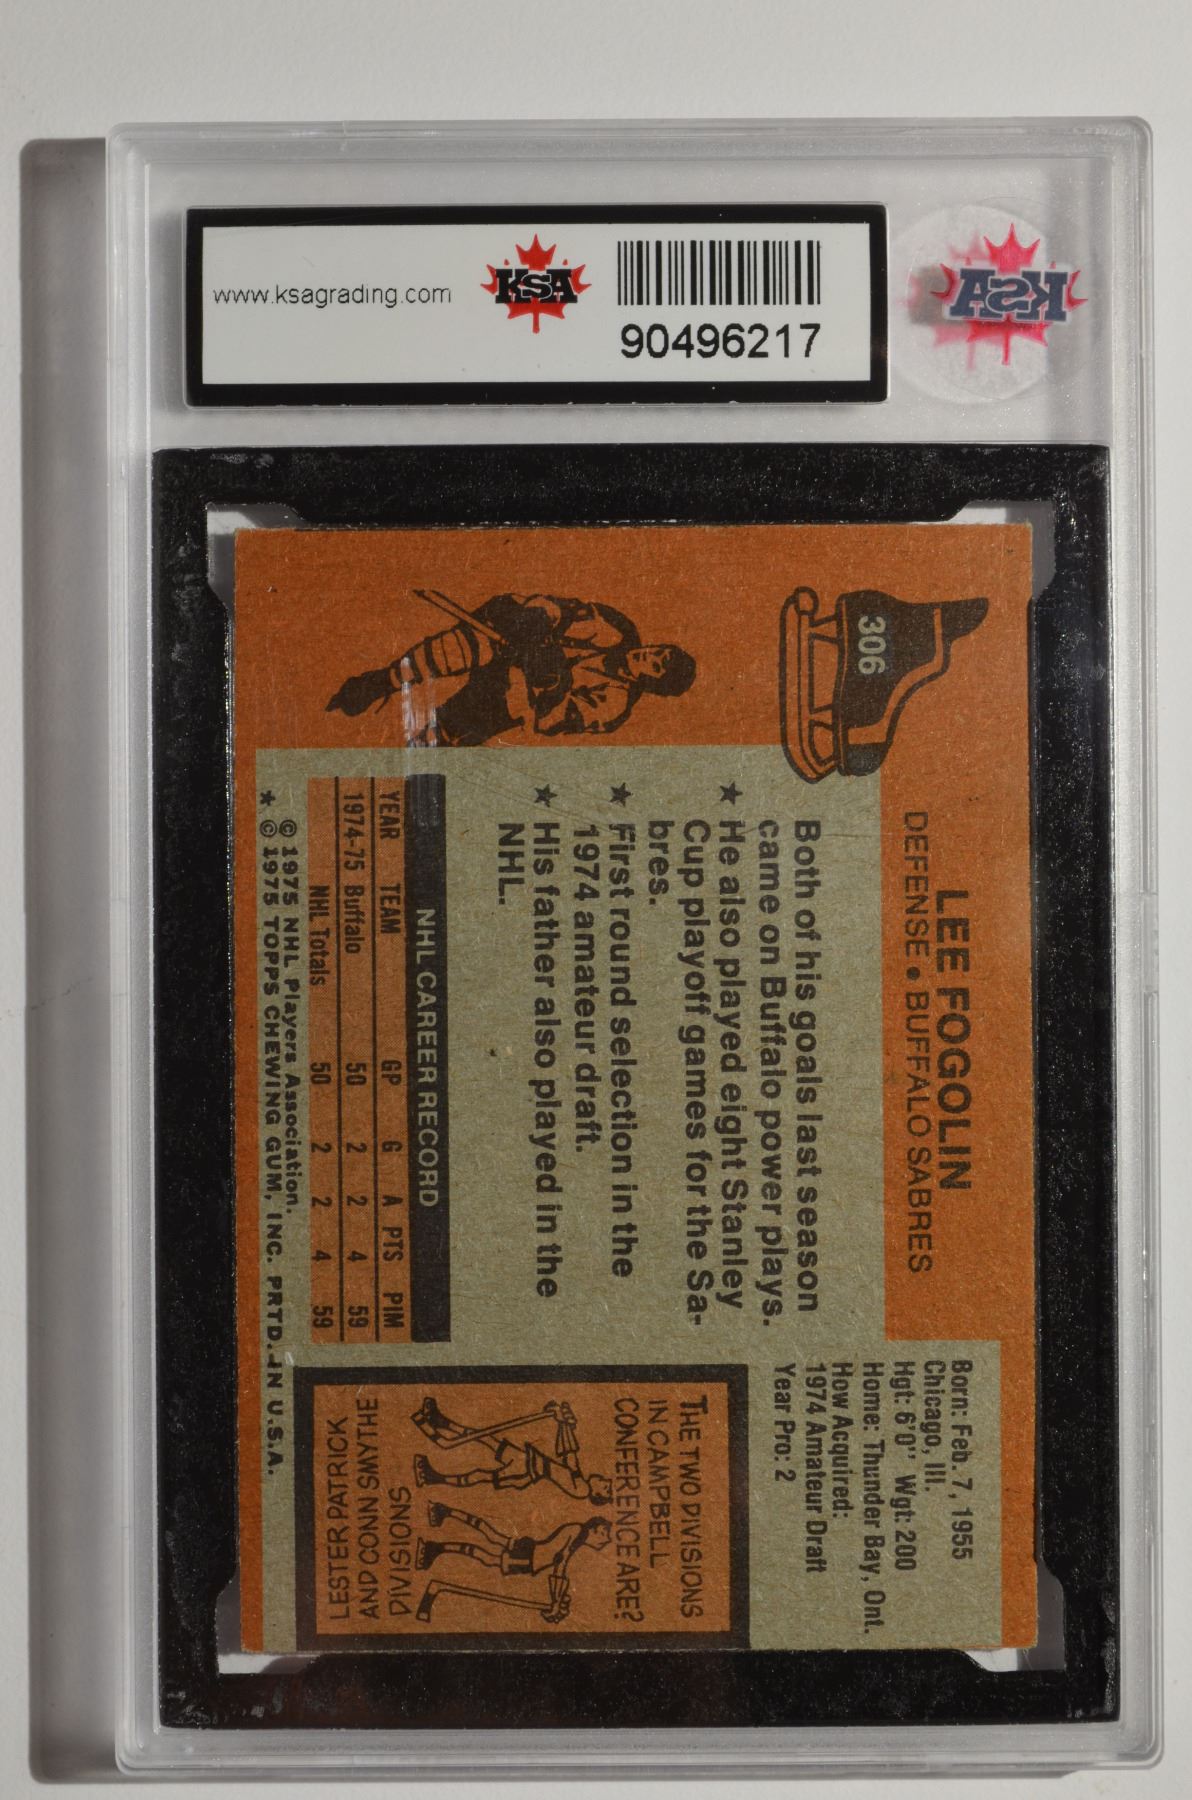 www.ksagrading.com
KSA
90496217
KSA
306
LEE FOGOLIN
DEFENSE • BUFFALO SABRES
Born: Feb. 7, 1955
Chicago, Ill.
Hgt: 6'0" Wgt: 200
Home: Thunder Bay, Ont.
How Acquired:
1974 Amateur Draft
Year Pro: 2
Both of his goals last season
came on Buffalo power plays.
★ He also played eight Stanley
Cup playoff games for the Sa-
bres.
★ First round selection in the
1974 amateur draft.
★ His father also played in the
NHL.
NHL CAREER RECORD
YEAR TEAM GP G A PTS PIM
1974-75 Buffalo 50 2 2 4 59
NHL Totals 50 2 2 4 59
© 1975 NHL Players Association.
★ © 1975 TOPPS CHEWING GUM, INC. PRTD. IN U.S.A.
THE TWO DIVISIONS
IN CAMPBELL
CONFERENCE ARE?
LESTER PATRICK
AND CONN SMYTHE
DIVISIONS